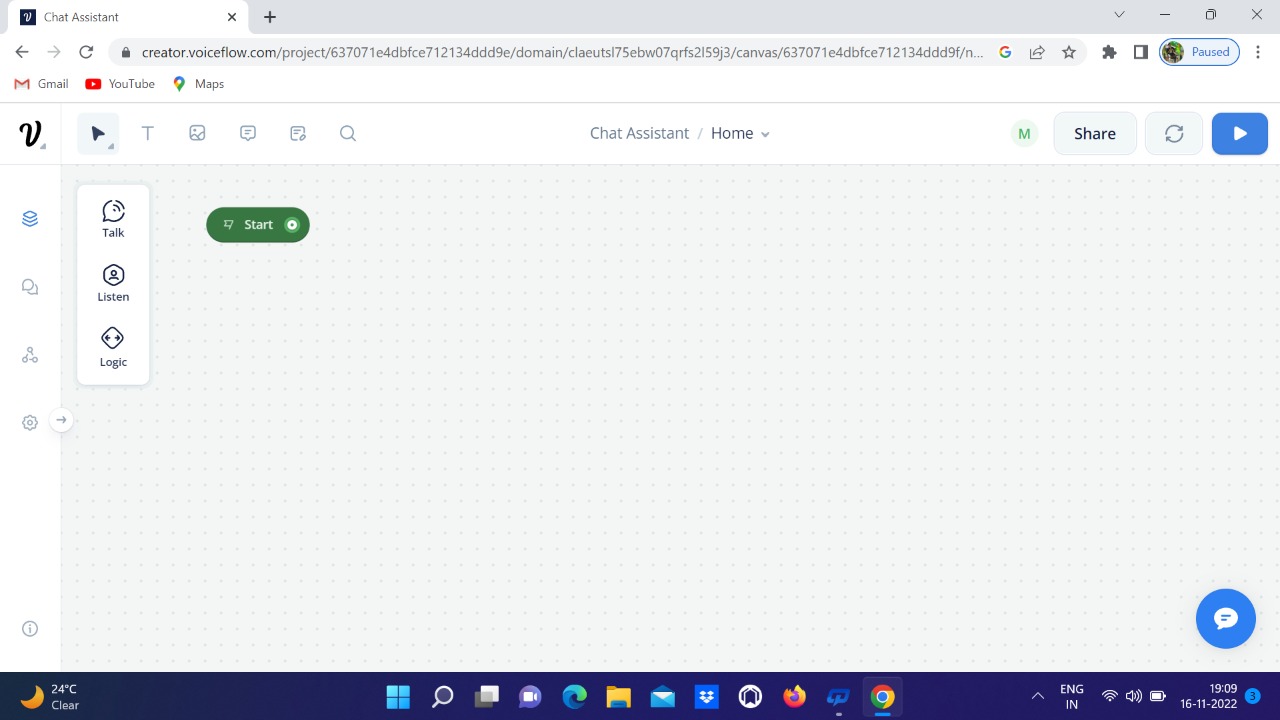 Chat Assistant
creator.voiceflow.com/project/637071e4dbfce712134ddd9e/domain/claeutsl75ebw07qrfs2l59j3/canvas/637071e4dbfce712134ddd9f/n...
Paused
Gmail
YouTube
Maps
Chat Assistant / Home
M
Share
Talk
Start
Listen
Logic
24°C
Clear
ENG
IN
19:09
16-11-2022
3